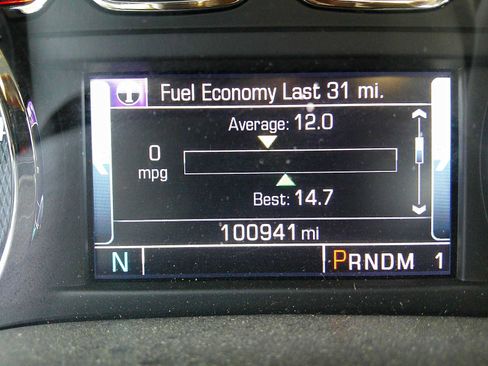 Fuel Economy Last 31 mi.
Average: 12.0
0
mpg
Best: 14.7
100941 mi
N
PRNDM 1